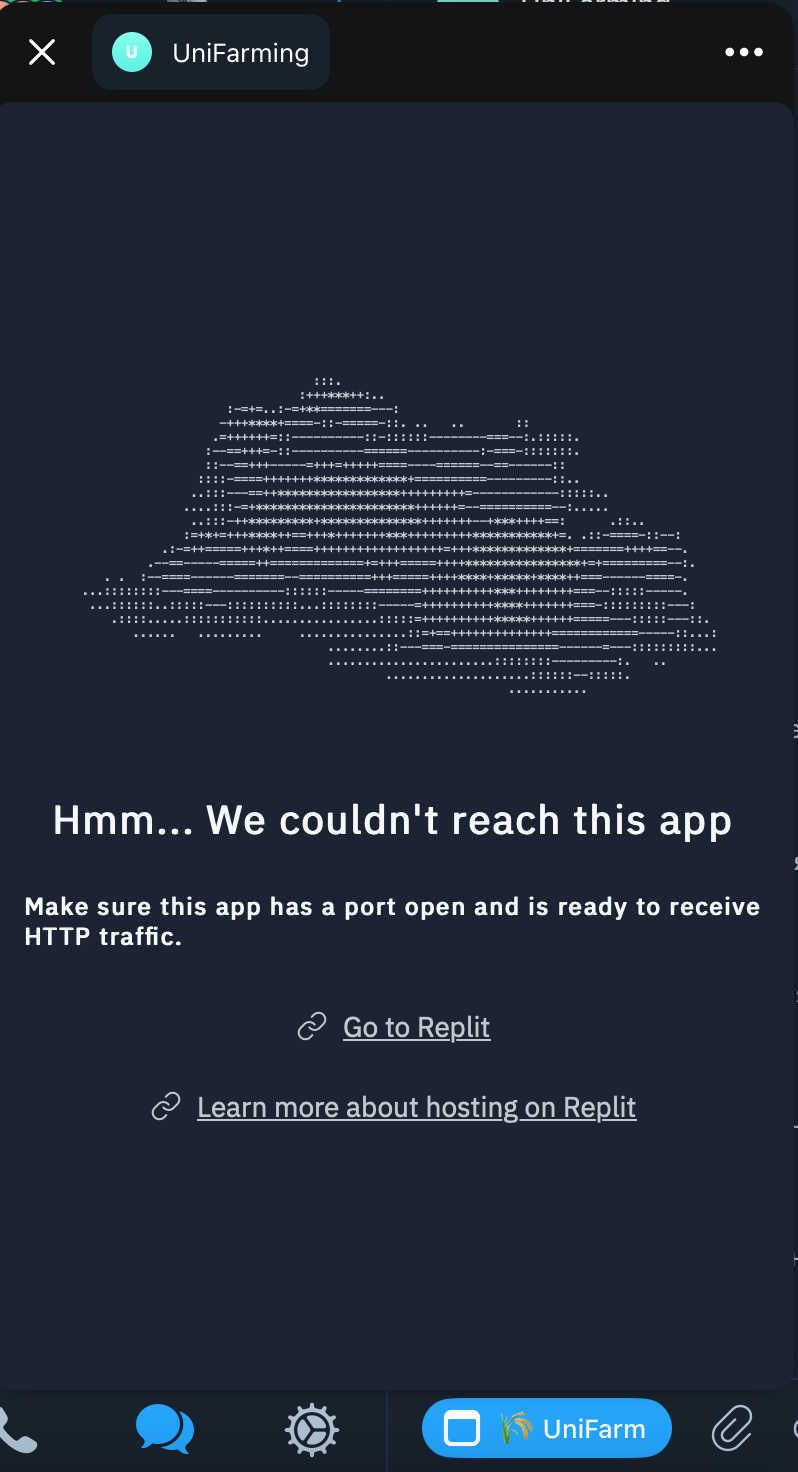 UniFarming
U
UniFarming
Hmm... We couldn't reach this app
Make sure this app has a port open and is ready to receive
HTTP traffic.
Go to Replit
Learn more about hosting on Replit
UniFarm